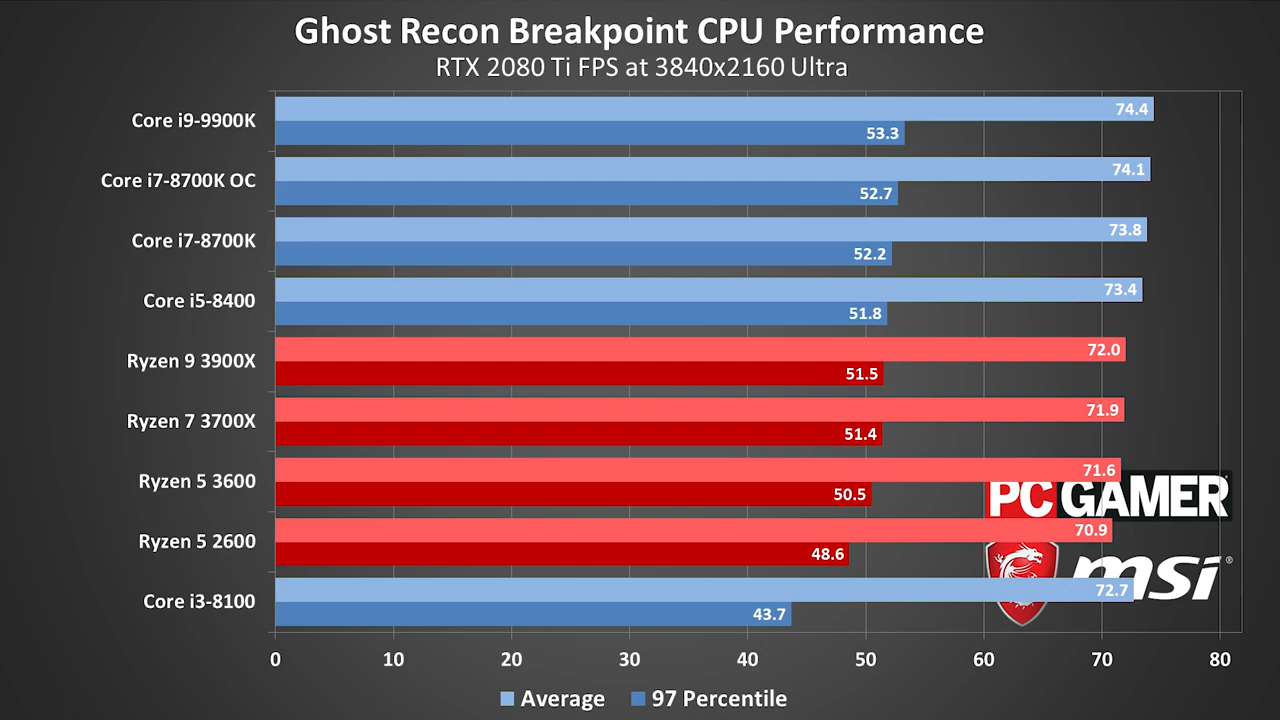 Ghost Recon Breakpoint CPU Performance
RTX 2080 Ti FPS at 3840x2160 Ultra
Core i9-9900K 74.4
53.3
Core i7-8700K OC 74.1
52.7
Core i7-8700K 73.8
52.2
Core i5-8400 73.4
51.8
Ryzen 9 3900X 72.0
51.5
Ryzen 7 3700X 71.9
51.4
Ryzen 5 3600 71.6
50.5
PC GAMER
Ryzen 5 2600 70.9
48.6
msi®
Core i3-8100 72.7
43.7
0 10 20 30 40 50 60 70 80
Average 97 Percentile